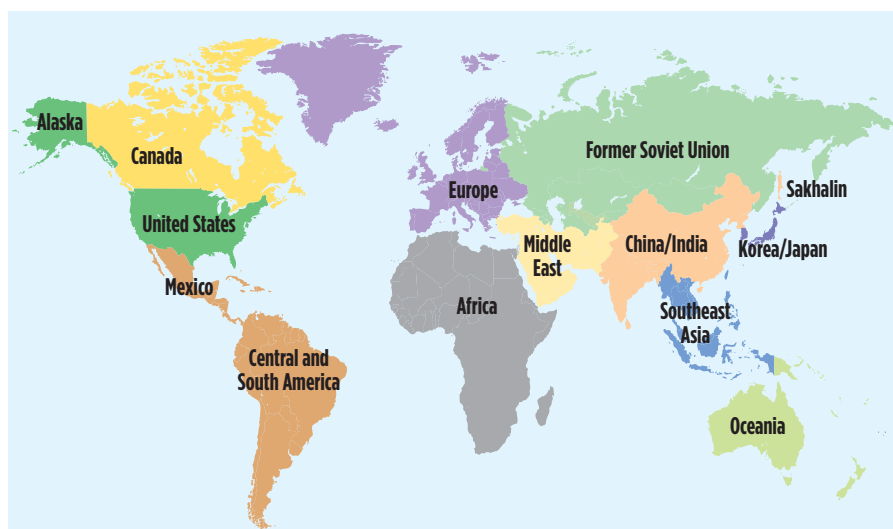 Alaska
Canada
United States
Mexico
Central and
South America
Europe
Africa
Middle
East
Former Soviet Union
China/India
Sakhalin
Korea/Japan
Southeast
Asia
Oceania